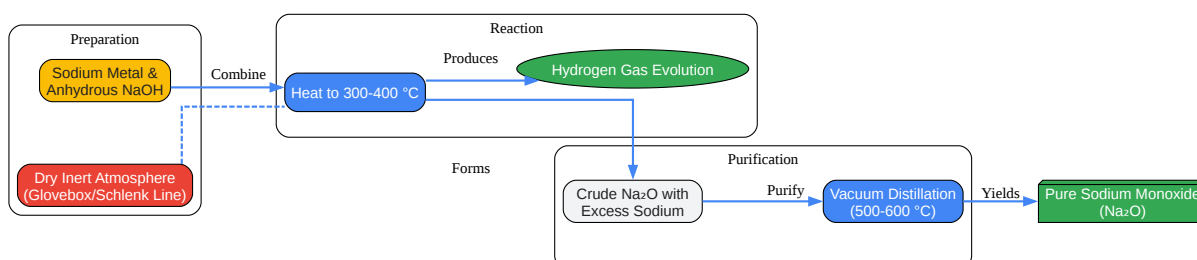 Preparation
Sodium Metal &
Anhydrous NaOH
Dry Inert Atmosphere
(Glovebox/Schlenk Line)
Combine
Reaction
Heat to 300-400 °C
Produces
Hydrogen Gas Evolution
Forms
Purification
Crude Na₂O with
Excess Sodium
Purify
Vacuum Distillation
(500-600 °C)
Yields
Pure Sodium Monoxide
(Na₂O)